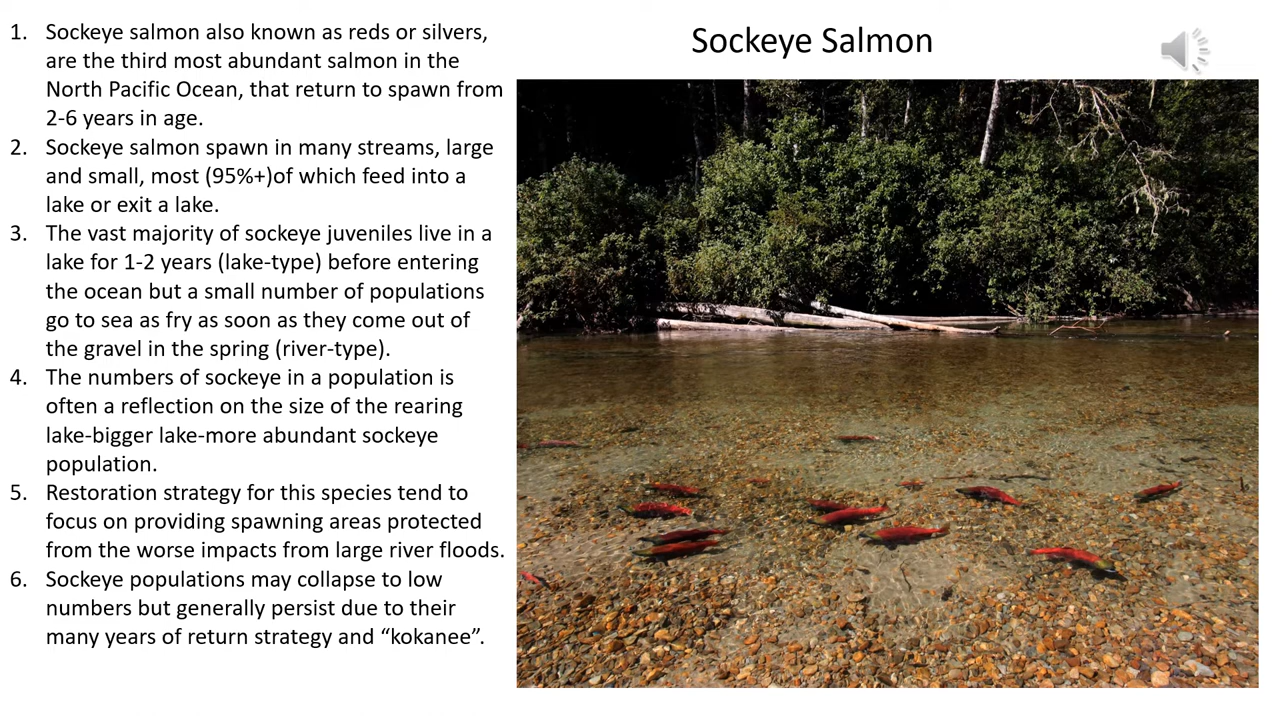 Sockeye Salmon
1. Sockeye salmon also known as reds or silvers,
are the third most abundant salmon in the
North Pacific Ocean, that return to spawn from
2-6 years in age.
2. Sockeye salmon spawn in many streams, large
and small, most (95%+)of which feed into a
lake or exit a lake.
3. The vast majority of sockeye juveniles live in a
lake for 1-2 years (lake-type) before entering
the ocean but a small number of populations
go to sea as fry as soon as they come out of
the gravel in the spring (river-type).
4. The numbers of sockeye in a population is
often a reflection on the size of the rearing
lake-bigger lake-more abundant sockeye
population.
5. Restoration strategy for this species tend to
focus on providing spawning areas protected
from the worse impacts from large river floods.
6. Sockeye populations may collapse to low
numbers but generally persist due to their
many years of return strategy and “kokanee”.